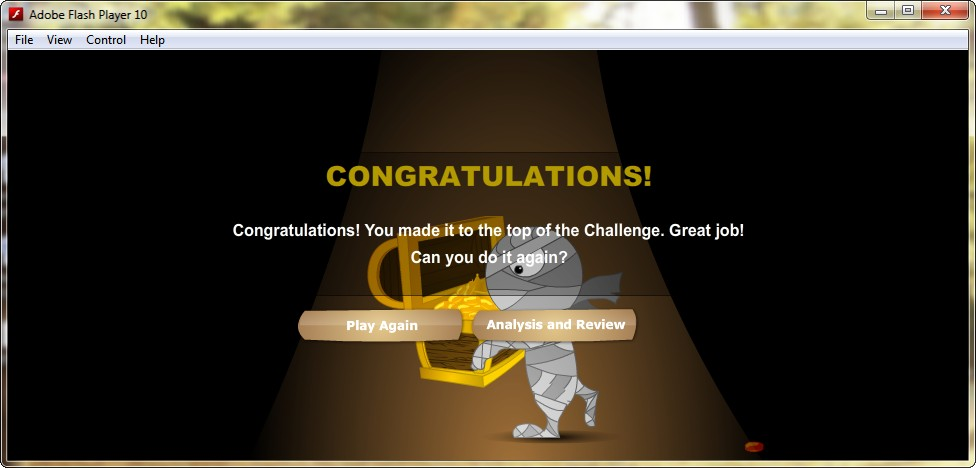 Adobe Flash Player 10
File View Control Help
CONGRATULATIONS!
Congratulations! You made it to the top of the Challenge. Great job!
Can you do it again?
Play Again
Analysis and Review